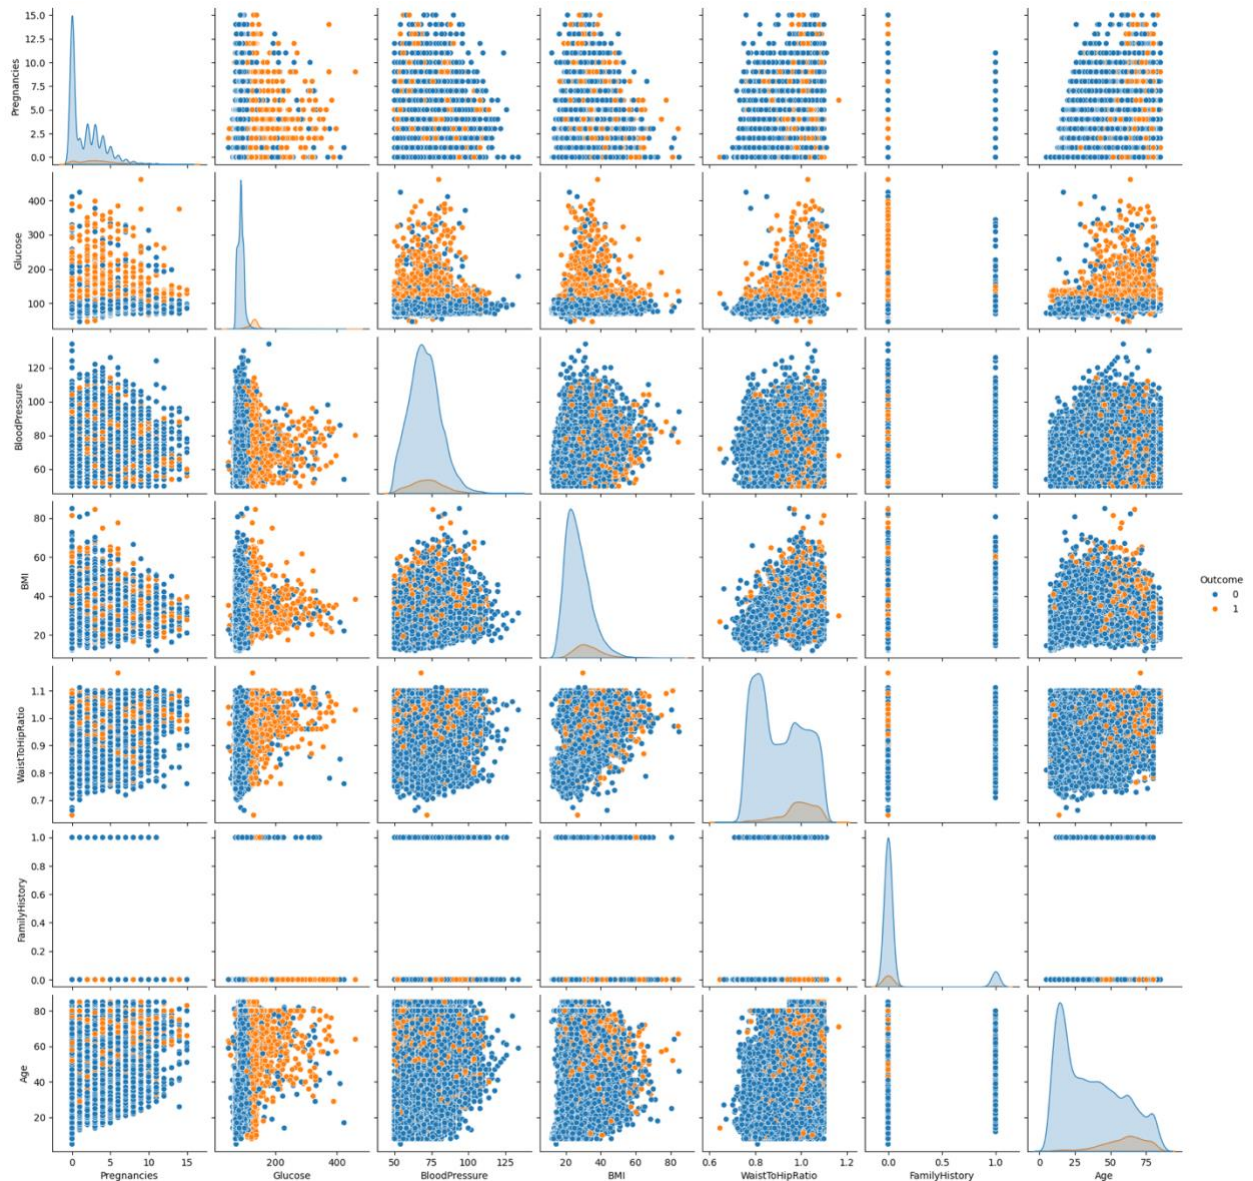 Pregnancies
15.0
12.5
10.0
7.5
5.0
2.5
0.0
Glucose
400
300
200
100
BloodPressure
120
100
80
60
BMI
80
60
40
20
WaistToHipRatio
1.1
1.0
0.9
0.8
0.7
FamilyHistory
1.0
0.8
0.6
0.4
0.2
0.0
Age
80
60
40
20
0 5 10 15
Pregnancies
200 400
Glucose
50 75 100 125
BloodPressure
20 40 60 80
BMI
0.6 0.8 1.0 1.2
WaistToHipRatio
0.0 0.5 1.0
FamilyHistory
0 25 50 75
Age
Outcome
0
1